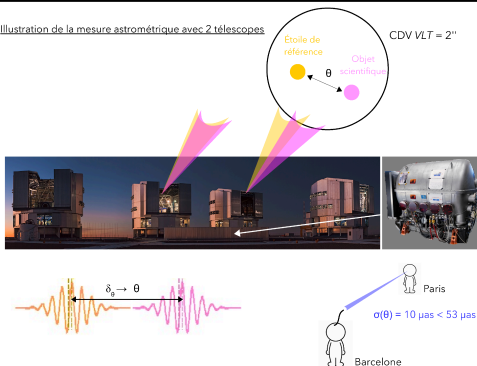 Illustration de la mesure astrométrique avec 2 télescopes
CDV VLT = 2''
Étoile de
référence
Objet
scientifique
θ
δθ → θ
Paris
σ(θ) = 10 μas < 53 μas
Barcelone